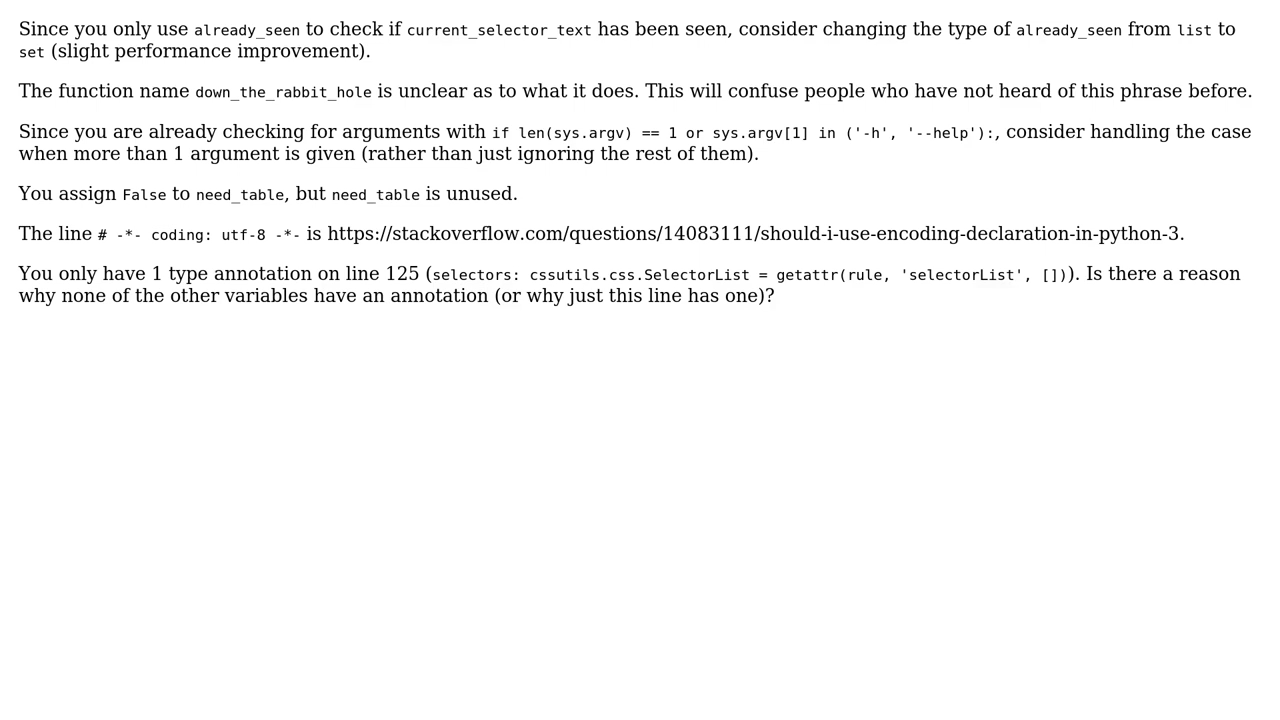 Since you only use already_seen to check if current_selector_text has been seen, consider changing the type of already_seen from list to
set (slight performance improvement).
The function name down_the_rabbit_hole is unclear as to what it does. This will confuse people who have not heard of this phrase before.
Since you are already checking for arguments with if len(sys.argv) == 1 or sys.argv[1] in ('-h', '--help'):, consider handling the case
when more than 1 argument is given (rather than just ignoring the rest of them).
You assign False to need_table, but need_table is unused.
The line # -*- coding: utf-8 -*- is https://stackoverflow.com/questions/14083111/should-i-use-encoding-declaration-in-python-3.
You only have 1 type annotation on line 125 (selectors: cssutils.css.SelectorList = getattr(rule, 'selectorList', [])). Is there a reason
why none of the other variables have an annotation (or why just this line has one)?